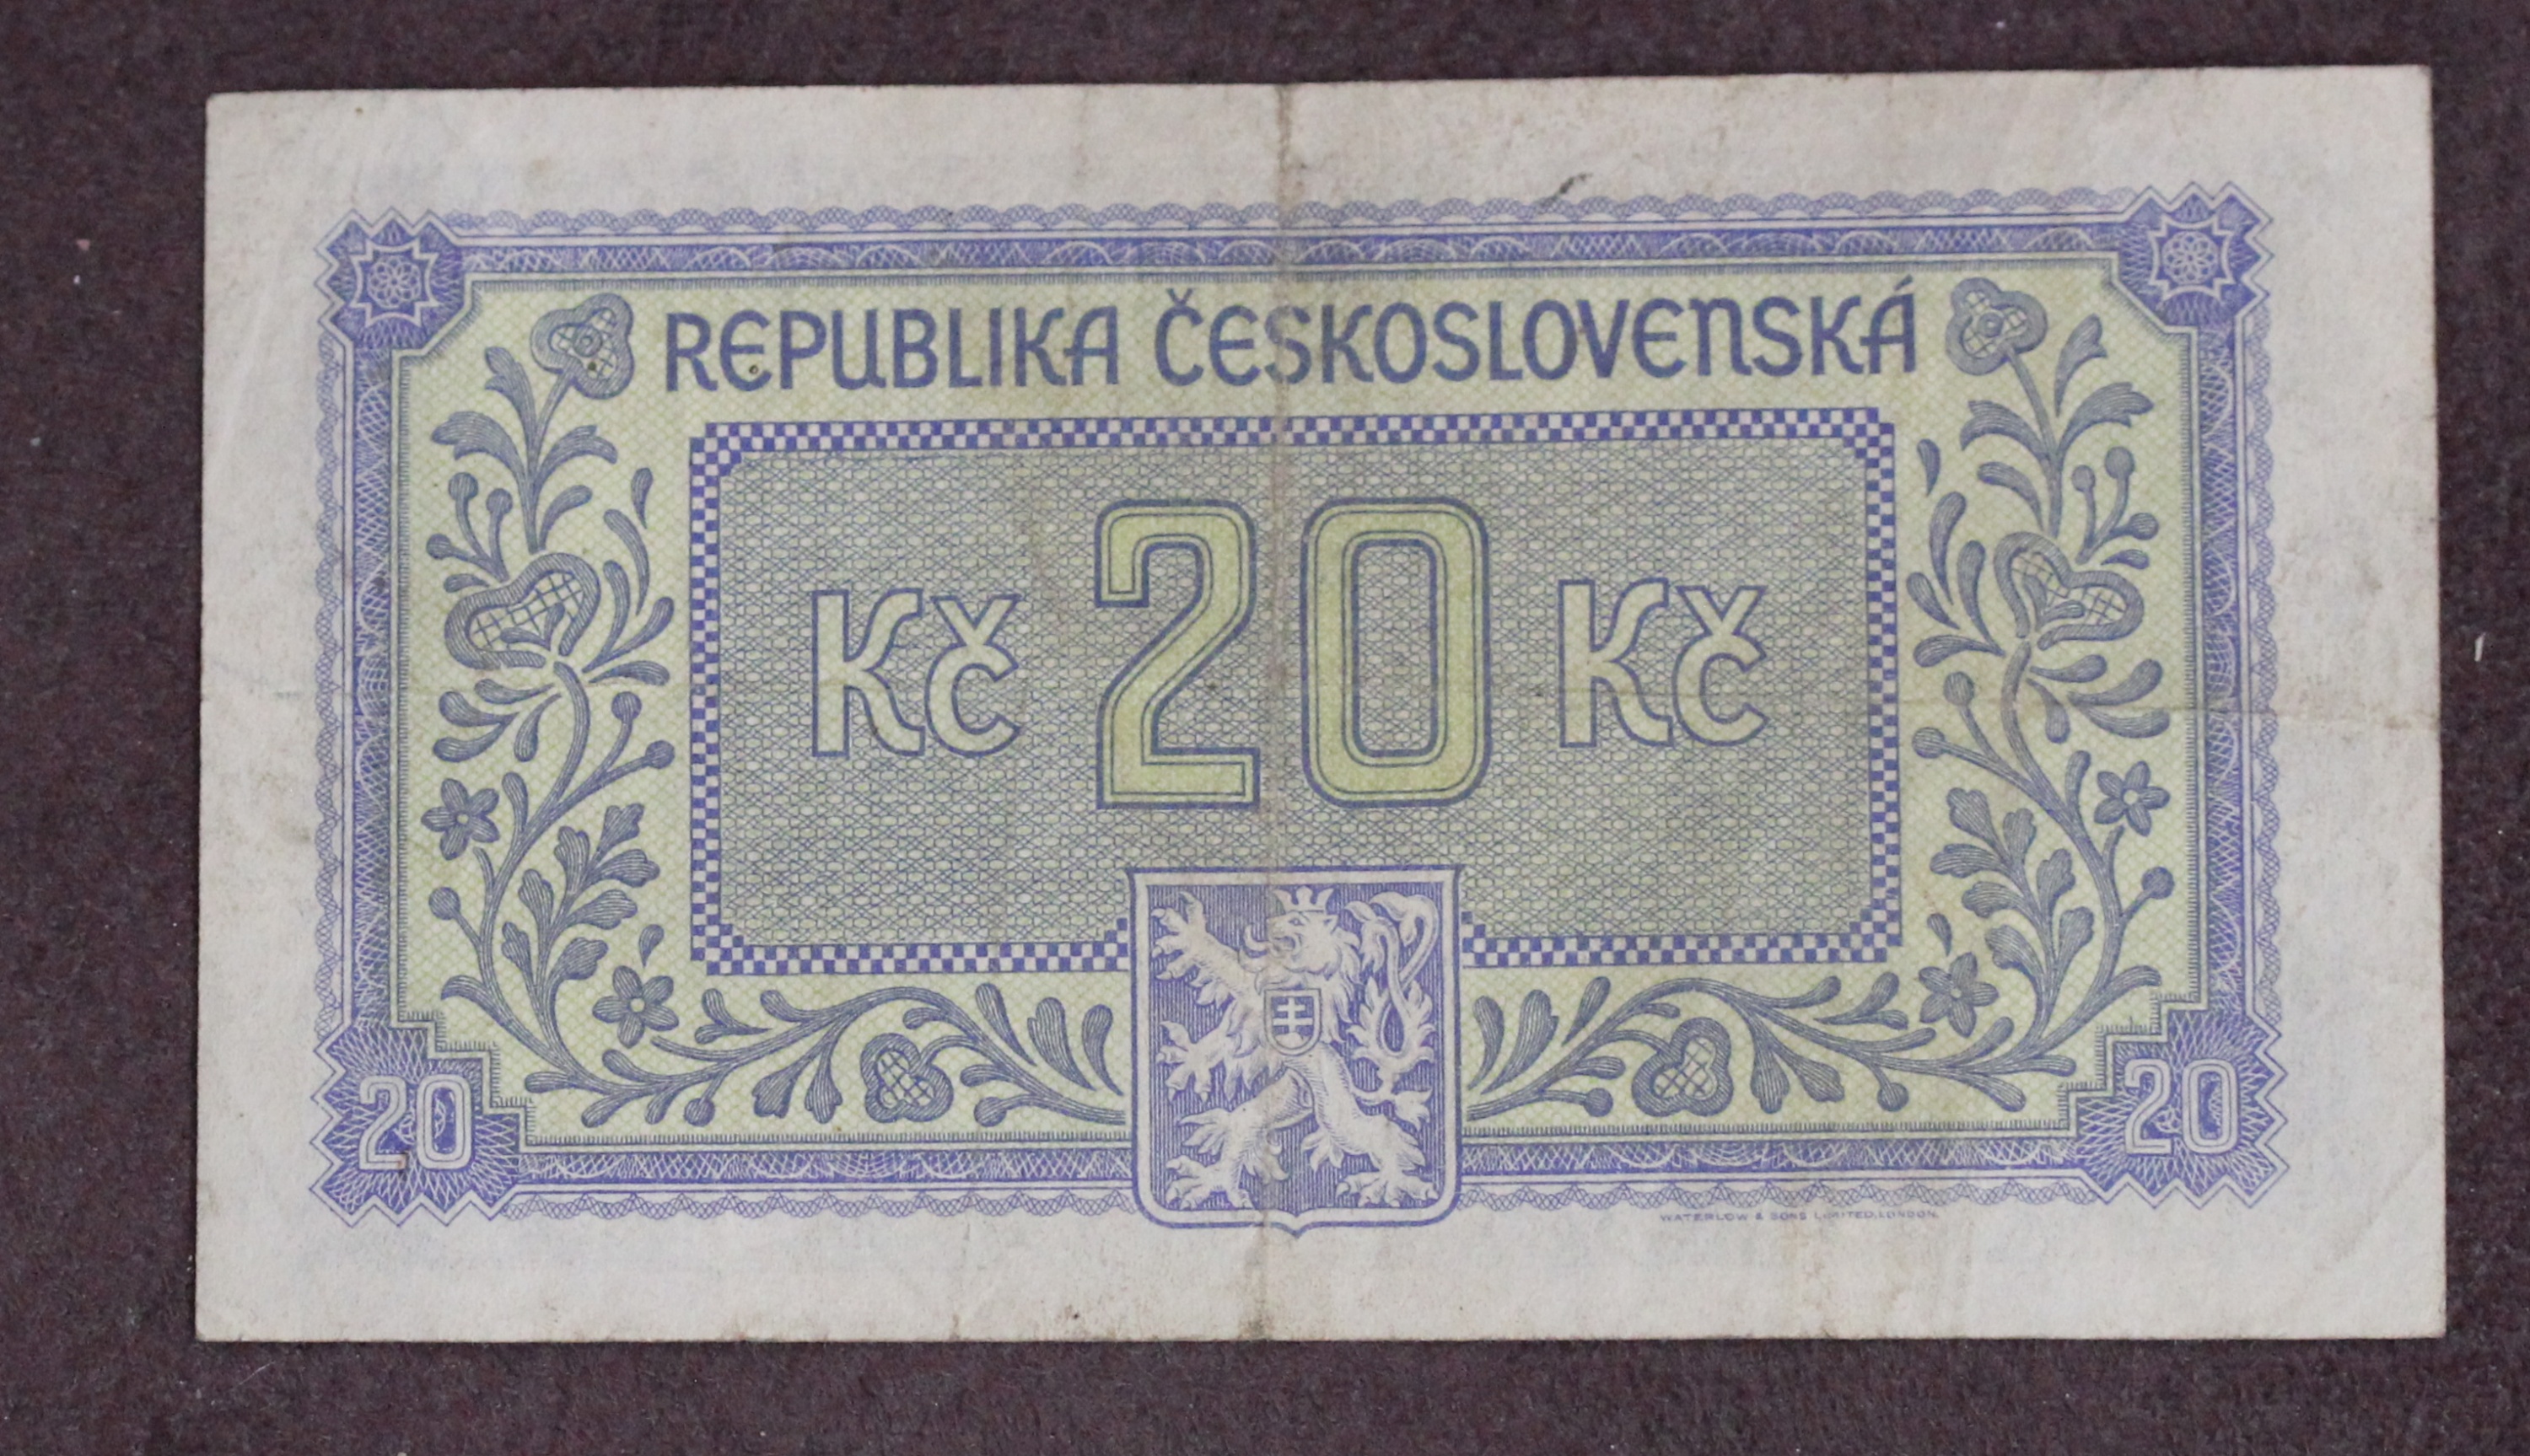 REPUBLIKA ČESKOSLOVENSKÁ
Kč 20 Kč
20 20
WATERLOW & SONS LIMITED, LONDON.